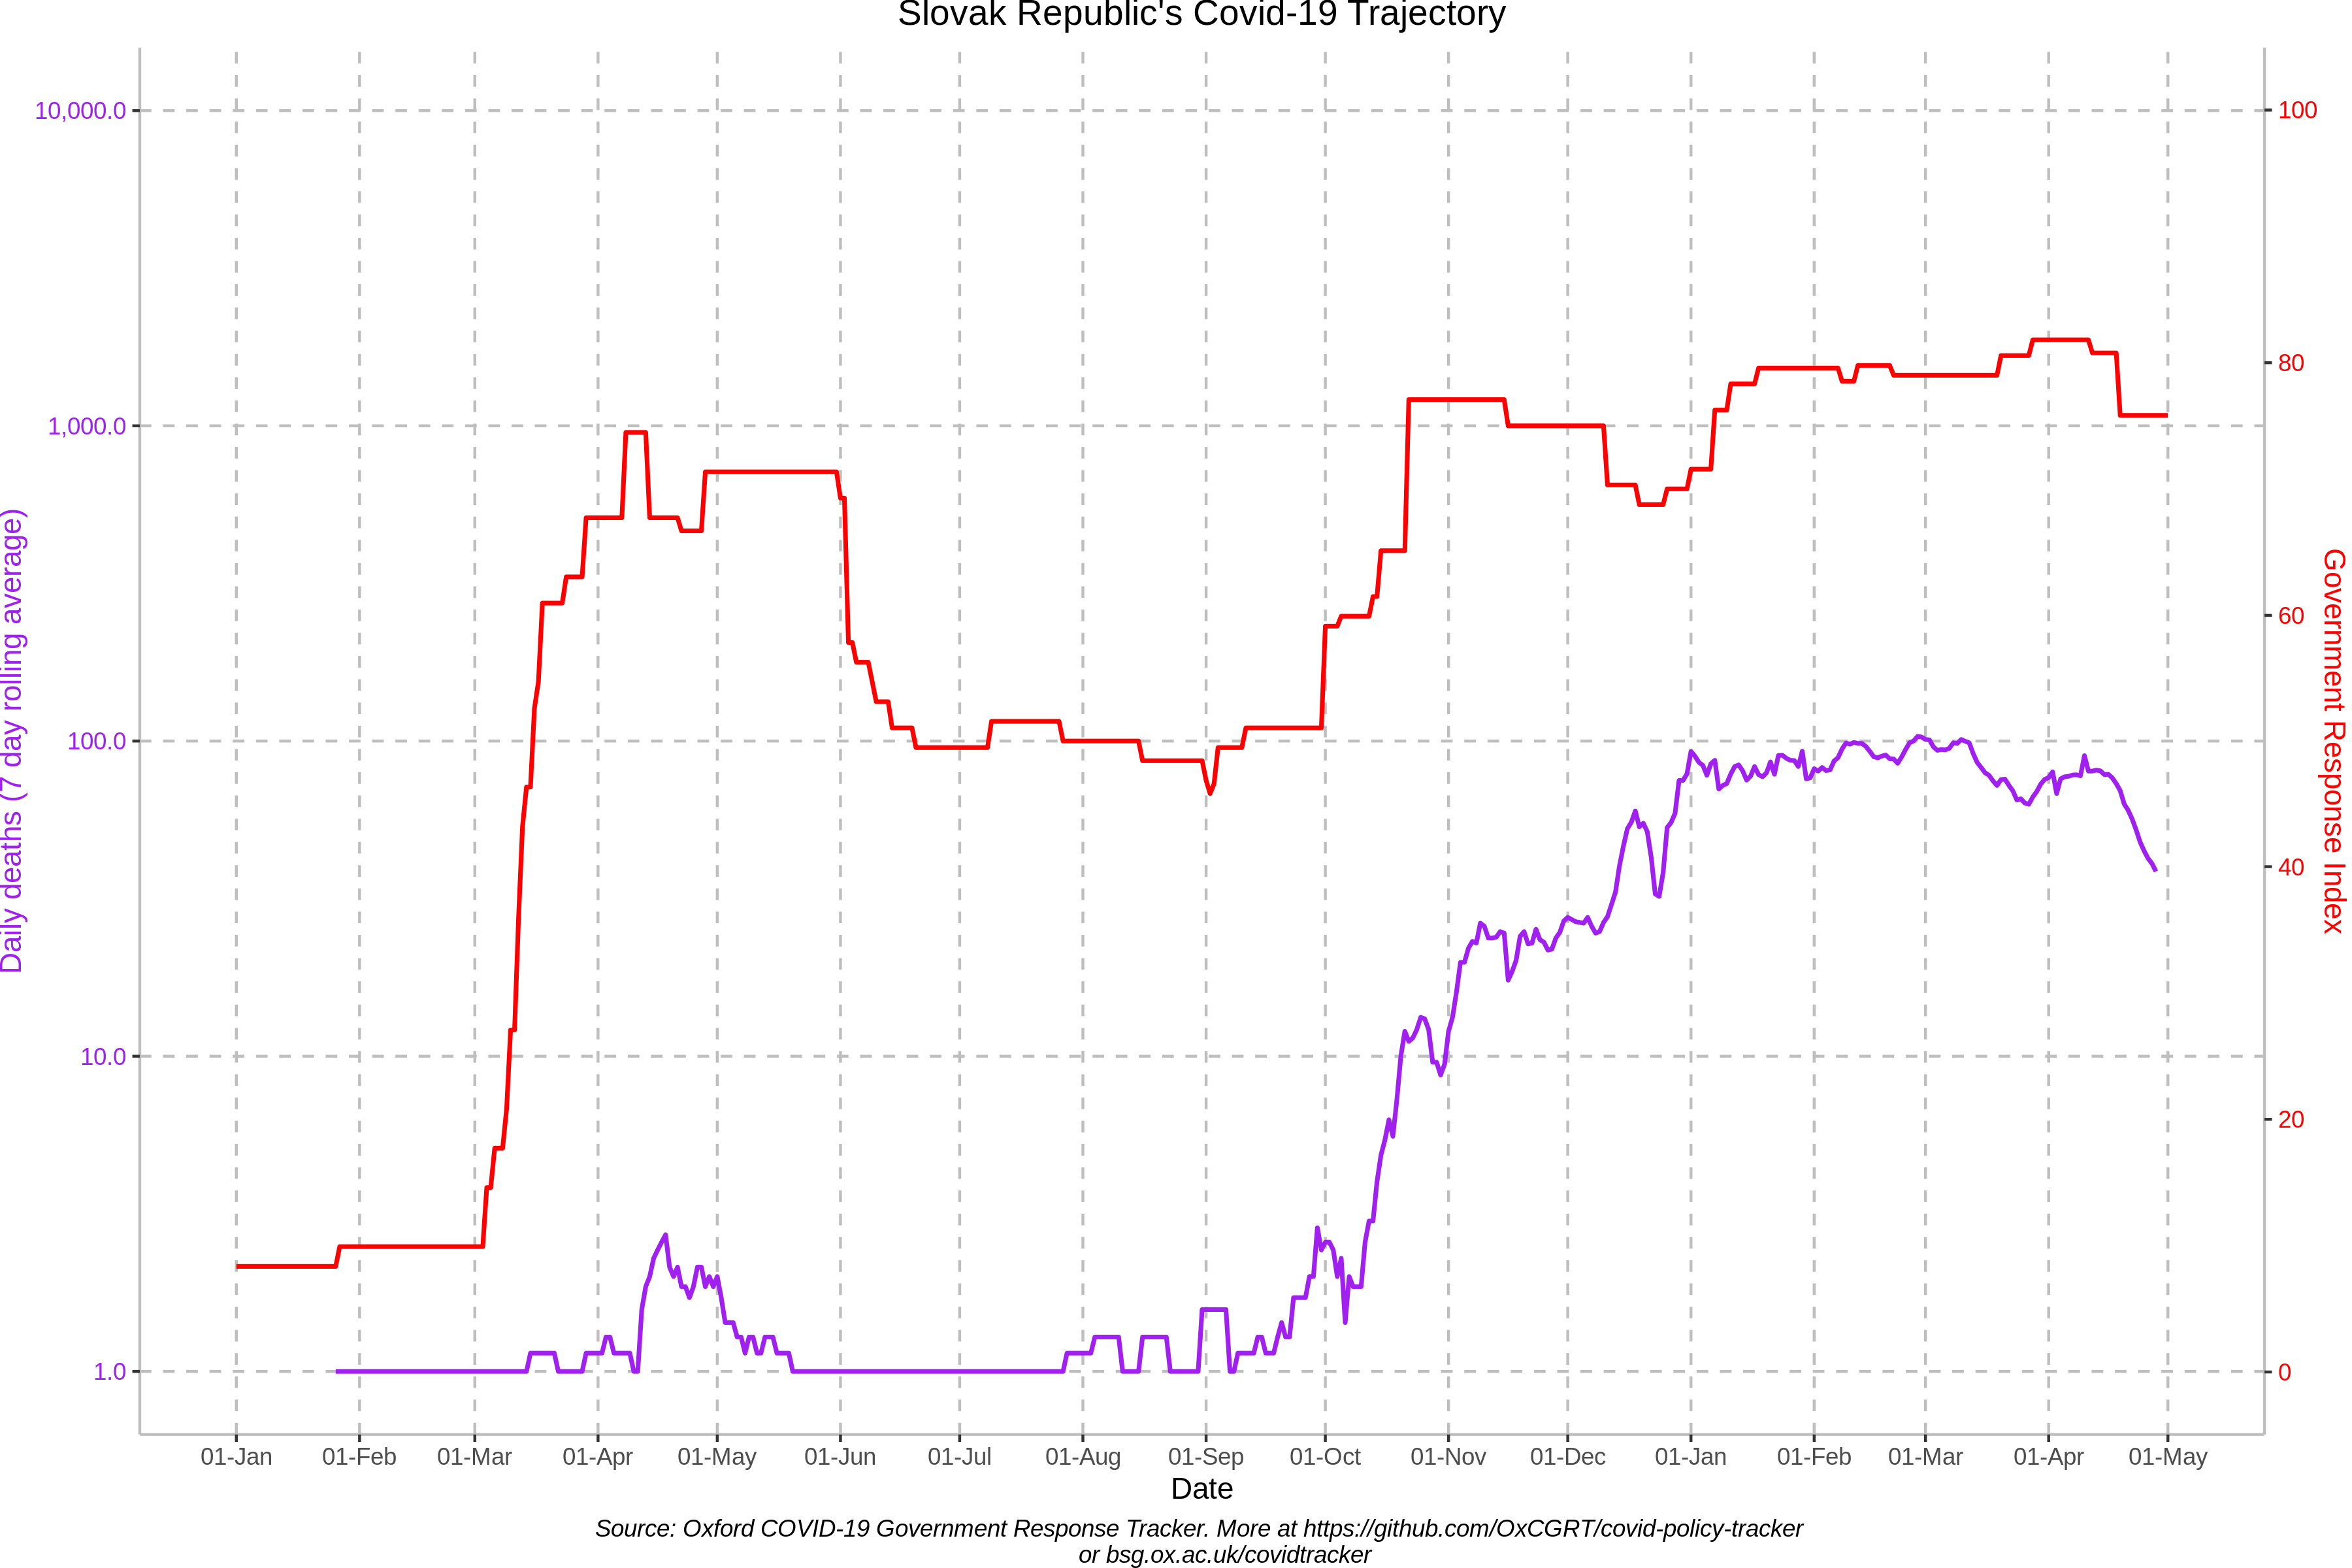 Slovak Republic's Covid-19 Trajectory
10,000.0
1,000.0
100.0
10.0
1.0
Daily deaths (7 day rolling average)
100
80
60
40
20
0
Government Response Index
01-Jan 01-Feb 01-Mar 01-Apr 01-May 01-Jun 01-Jul 01-Aug 01-Sep 01-Oct 01-Nov 01-Dec 01-Jan 01-Feb 01-Mar 01-Apr 01-May
Date
Source: Oxford COVID-19 Government Response Tracker. More at https://github.com/OxCGRT/covid-policy-tracker
or bsg.ox.ac.uk/covidtracker